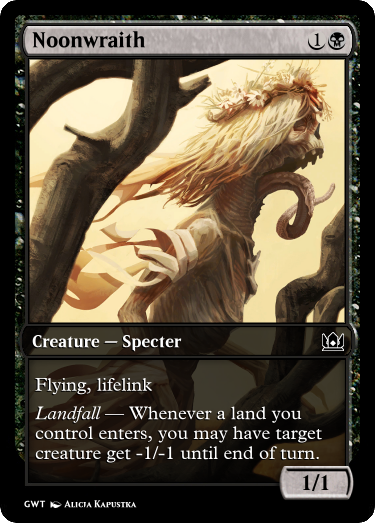 Noonwraith 1
Creature — Specter
Flying, lifelink
Landfall — Whenever a land you
control enters, you may have target
creature get -1/-1 until end of turn.
1/1
GWT Alicia Kapustka